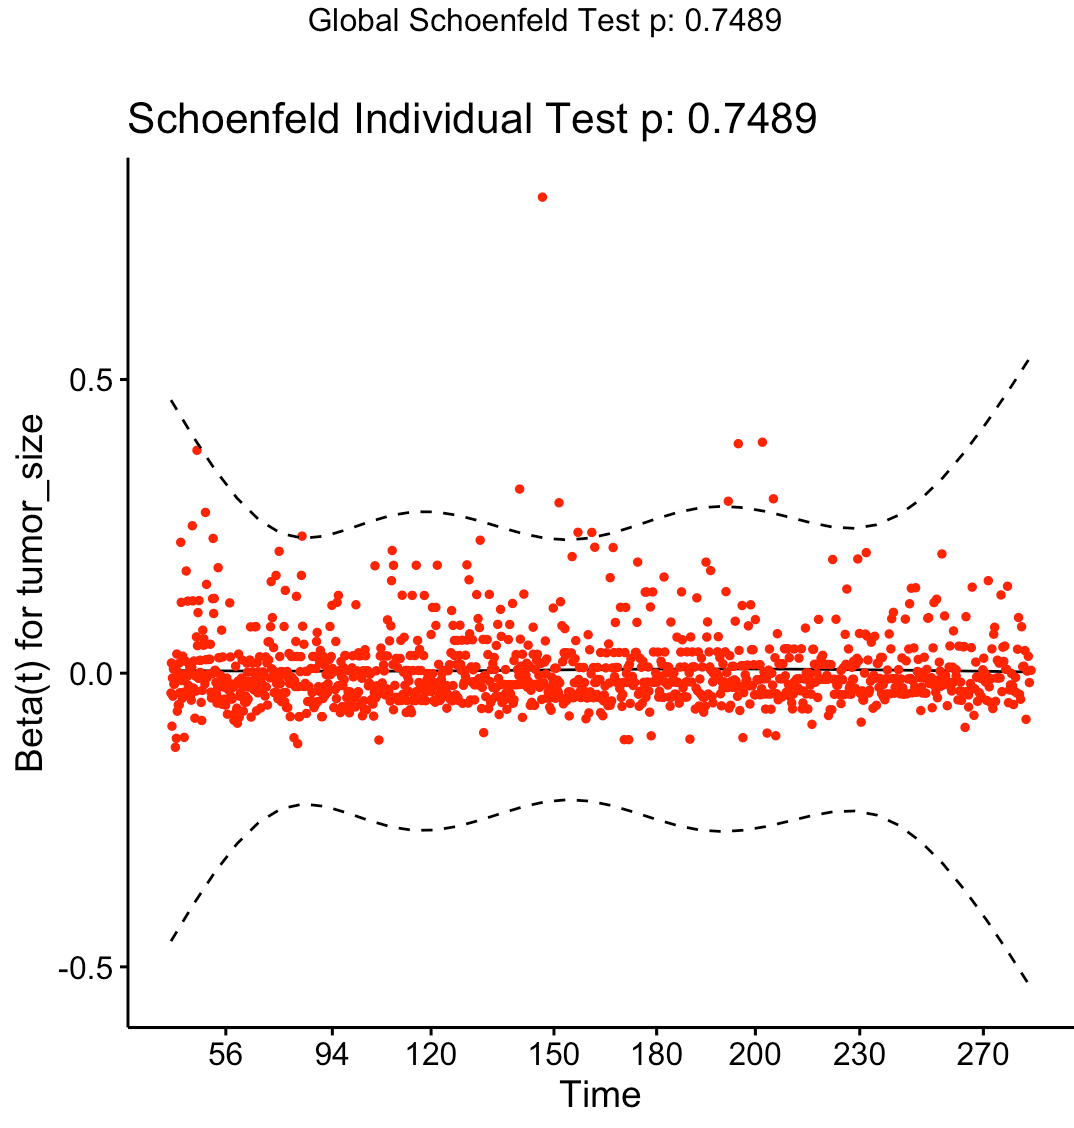 Global Schoenfeld Test p: 0.7489
Schoenfeld Individual Test p: 0.7489
Beta(t) for tumor_size
0.5
0.0
-0.5
56 94 120 150 180 200 230 270
Time